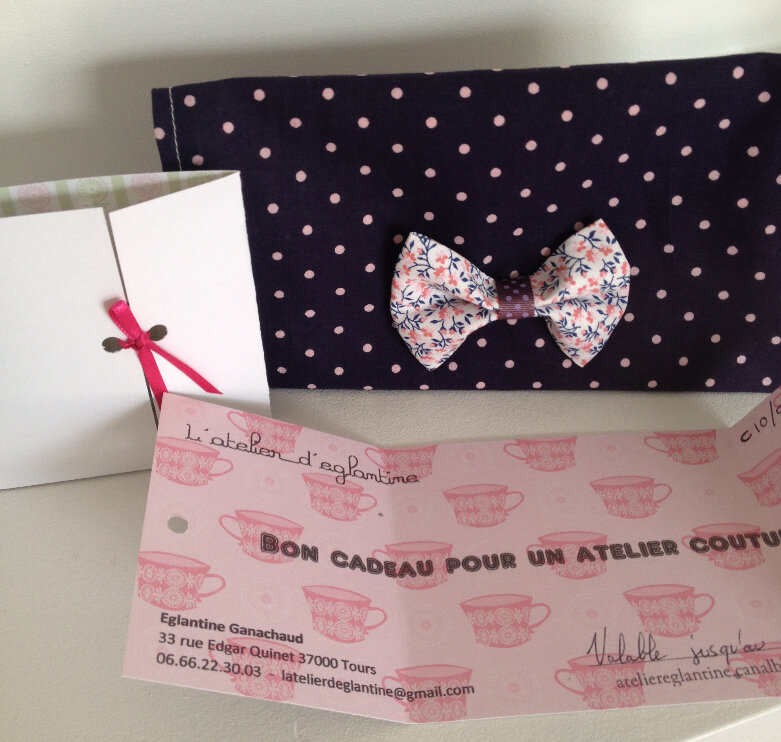 L'atelier d'eglantine
C10/
BON CADEAU POUR UN ATELIER COUTU
Eglantine Ganachaud
33 rue Edgar Quinet 37000 Tours
06.66.22.30.03 - latelierdeglantine@gmail.com
Valable jusqu'au
ateliereglantine.canalb